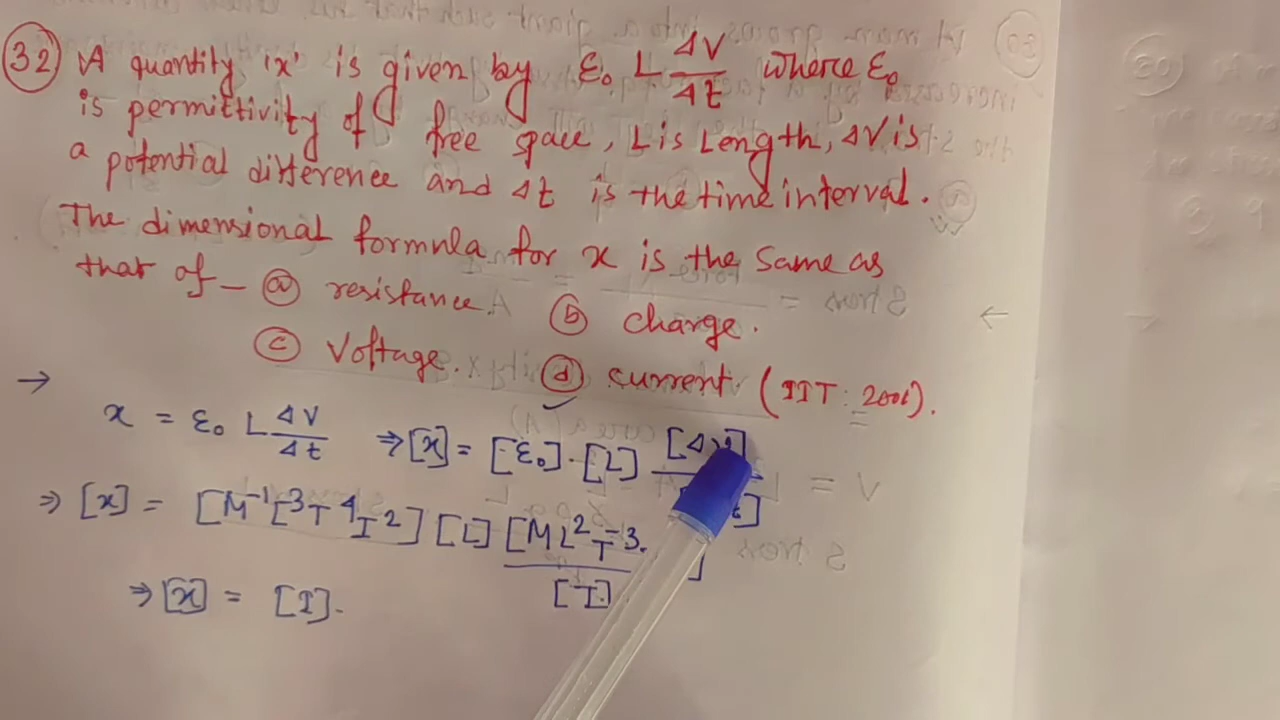 32 A quantity 'x' is given by ε₀ L ΔV/Δt where ε₀
is permittivity of free space, L is Length, ΔV is
a potential difference and Δt is the time interval.
The dimensional formula for x is the same as
that of – (a) resistance. (b) charge.
(c) Voltage. (d) current. (IIT:
→
x = ε₀ L ΔV/Δt ⇒ [x] = [ε₀]·[L] [ΔV]
⇒ [x] = [M⁻¹L⁻³T⁴I²] [L] [ML²T⁻³ ] / [T]
⇒ [x] = [I].